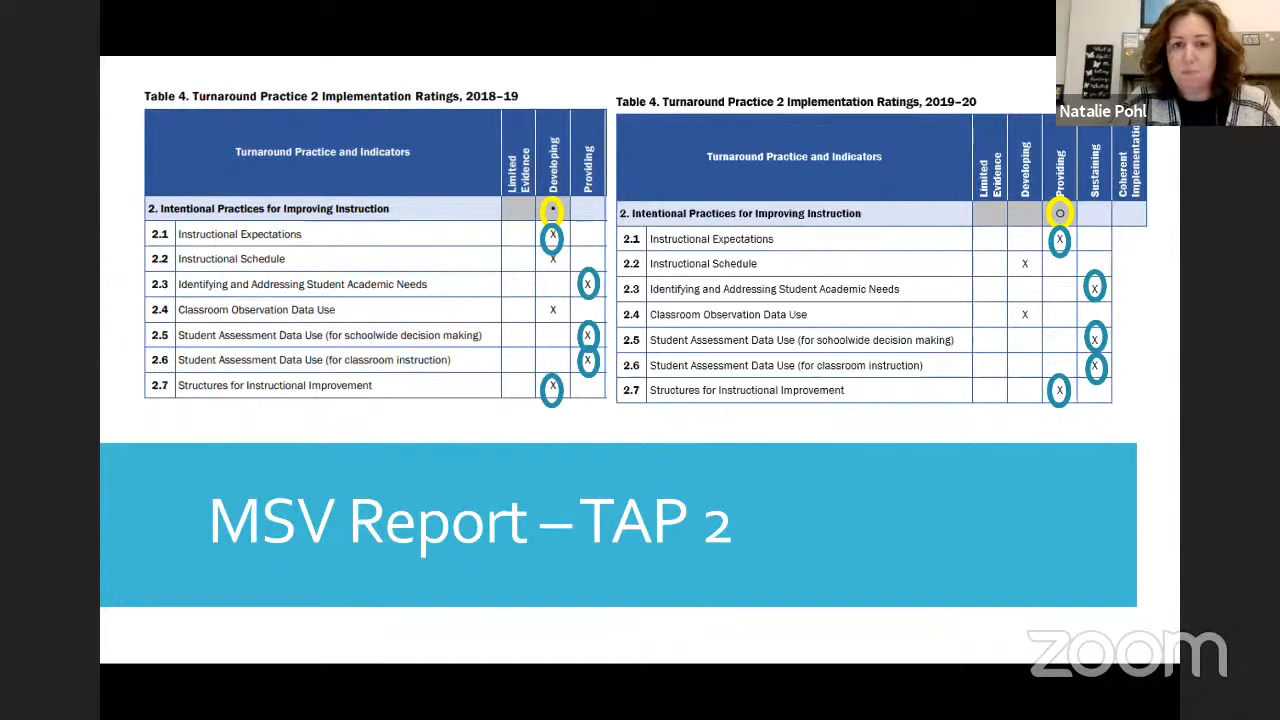 Table 4. Turnaround Practice 2 Implementation Ratings, 2018–19
Turnaround Practice and Indicators
Limited Evidence
Developing
Providing
2. Intentional Practices for Improving Instruction
2.1 Instructional Expectations X
2.2 Instructional Schedule X
2.3 Identifying and Addressing Student Academic Needs X
2.4 Classroom Observation Data Use X
2.5 Student Assessment Data Use (for schoolwide decision making) X
2.6 Student Assessment Data Use (for classroom instruction) X
2.7 Structures for Instructional Improvement X
Table 4. Turnaround Practice 2 Implementation Ratings, 2019–20
Turnaround Practice and Indicators
Limited Evidence
Developing
Providing
Sustaining
Coherent
2. Intentional Practices for Improving Instruction
2.1 Instructional Expectations X
2.2 Instructional Schedule X
2.3 Identifying and Addressing Student Academic Needs X
2.4 Classroom Observation Data Use X
2.5 Student Assessment Data Use (for schoolwide decision making) X
2.6 Student Assessment Data Use (for classroom instruction) X
2.7 Structures for Instructional Improvement X
MSV Report – TAP 2
Natalie Pohl
zoom